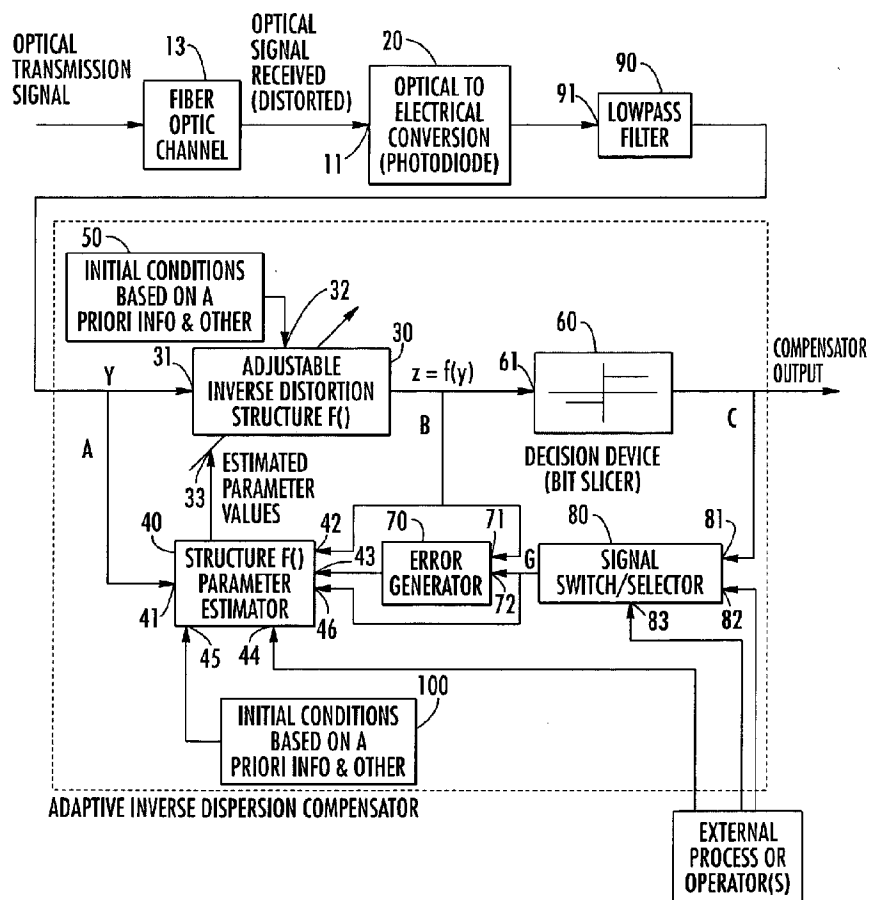 OPTICAL
TRANSMISSION
SIGNAL
13
FIBER
OPTIC
CHANNEL
OPTICAL
SIGNAL
RECEIVED
(DISTORTED)
11
20
OPTICAL TO
ELECTRICAL
CONVERSION
(PHOTODIODE)
91
90
LOWPASS
FILTER
50
INITIAL CONDITIONS
BASED ON A
PRIORI INFO & OTHER
32
30
31
Y
ADJUSTABLE
INVERSE DISTORTION
STRUCTURE F()
z = f(y)
61
60
COMPENSATOR
OUTPUT
A
B
C
DECISION DEVICE
(BIT SLICER)
33
ESTIMATED
PARAMETER
VALUES
40
42
43
STRUCTURE F()
PARAMETER
ESTIMATOR
41
45
44
46
70
71
ERROR
GENERATOR
72
G
80
81
SIGNAL
SWITCH/SELECTOR
82
83
100
INITIAL CONDITIONS
BASED ON A
PRIORI INFO & OTHER
ADAPTIVE INVERSE DISPERSION COMPENSATOR
EXTERNAL
PROCESS OR
OPERATOR(S)